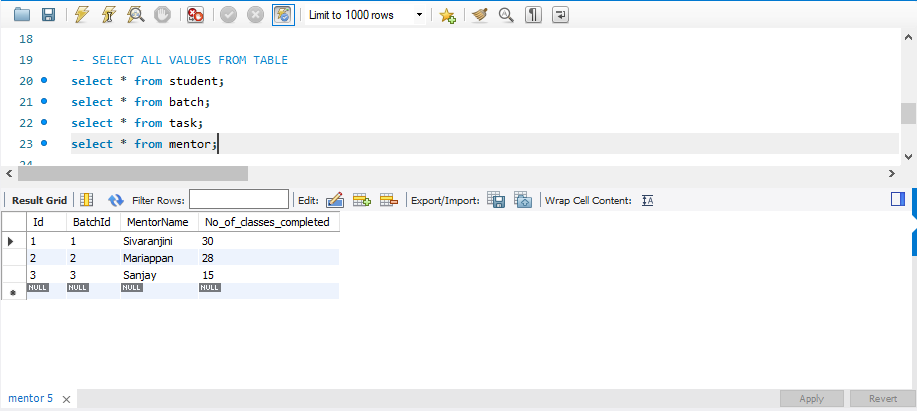 Limit to 1000 rows
18
19 -- SELECT ALL VALUES FROM TABLE
20 select * from student;
21 select * from batch;
22 select * from task;
23 select * from mentor;
24
Result Grid Filter Rows: Edit: Export/Import: Wrap Cell Content: IA
Id BatchId MentorName No_of_classes_completed
1 1 Sivaranjini 30
2 2 Mariappan 28
3 3 Sanjay 15
NULL NULL NULL NULL
mentor 5 Apply Revert